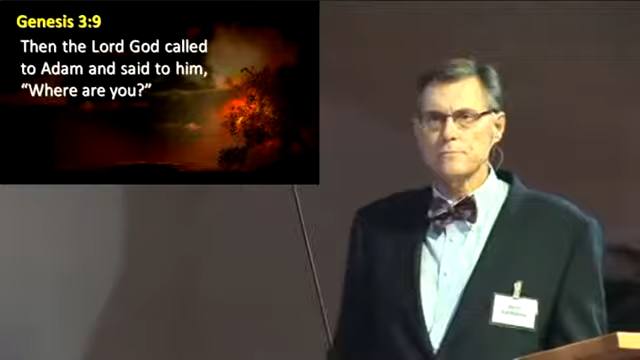 Genesis 3:9
Then the Lord God called
to Adam and said to him,
“Where are you?”